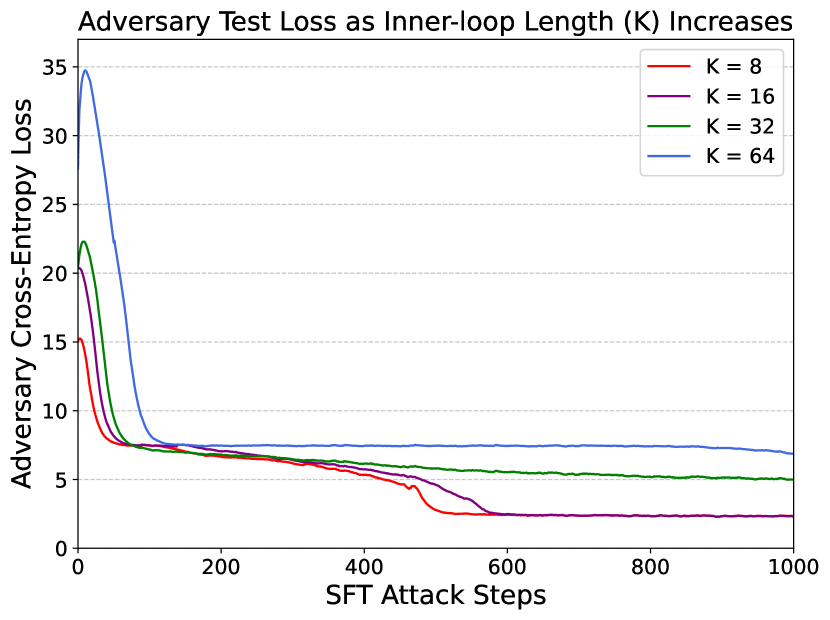 Adversary Test Loss as Inner-loop Length (K) Increases
Adversary Cross-Entropy Loss
35
30
25
20
15
10
5
0
K = 8
K = 16
K = 32
K = 64
0 200 400 600 800 1000
SFT Attack Steps